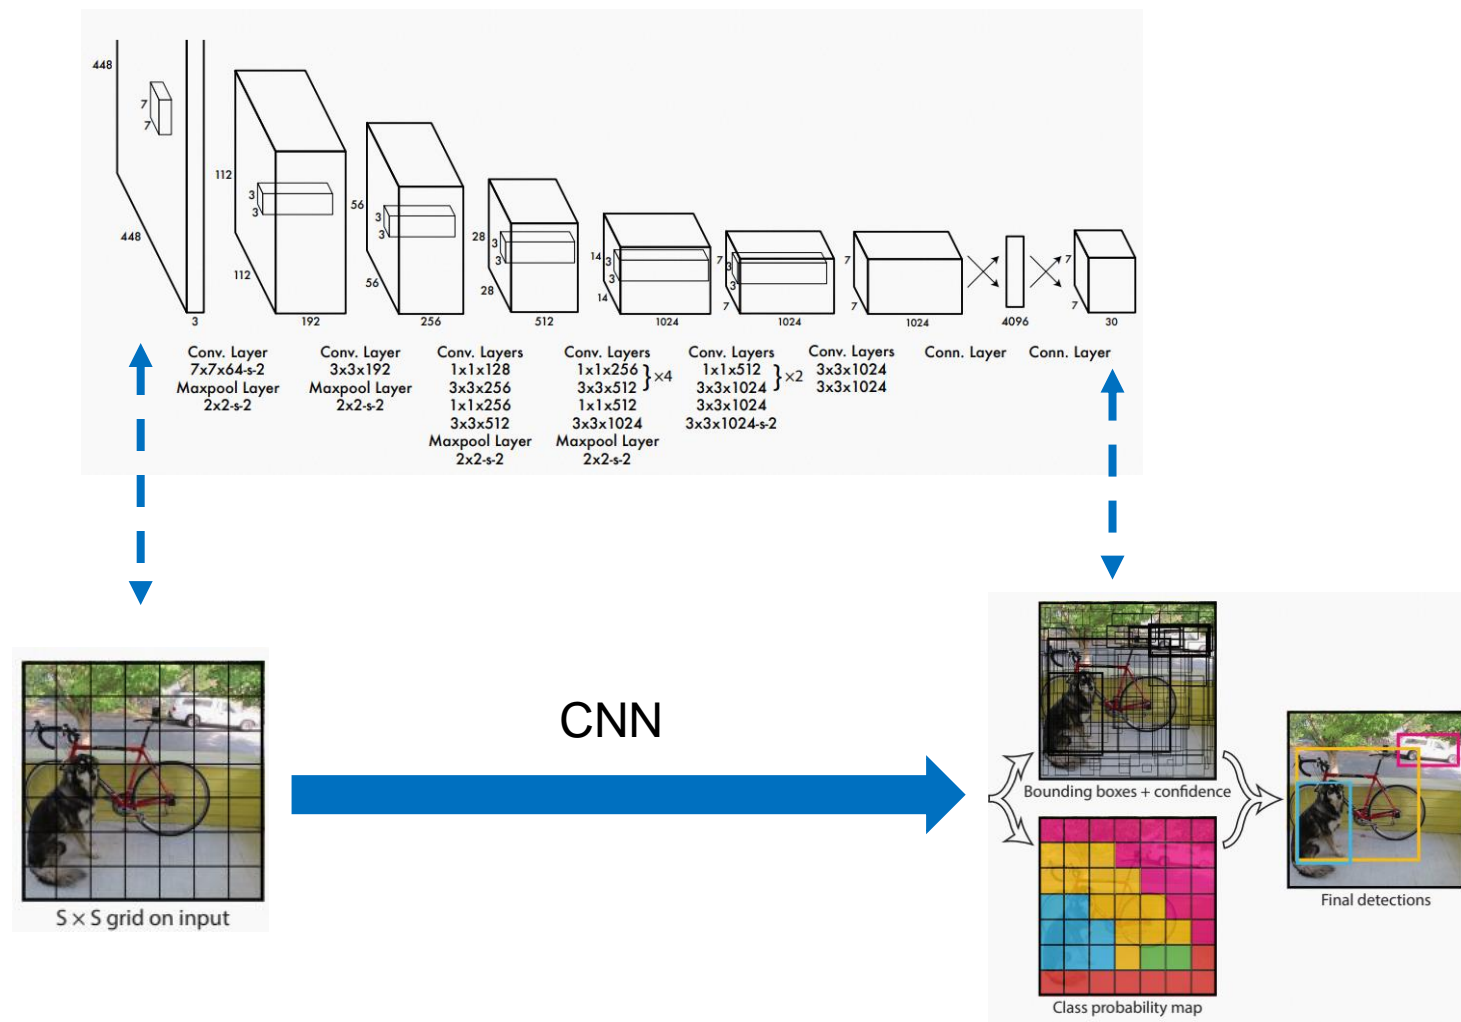 448
7
7
448
3
112
3
3
112
192
56
3
3
56
256
28
3
3
28
512
14
3
3
14
1024
7
3
3
7
1024
7
7
1024
4096
7
7
30
Conv. Layer
7x7x64-s-2
Maxpool Layer
2x2-s-2
Conv. Layer
3x3x192
Maxpool Layer
2x2-s-2
Conv. Layers
1x1x128
3x3x256
1x1x256
3x3x512
Maxpool Layer
2x2-s-2
Conv. Layers
1x1x256
3x3x512 } ×4
1x1x512
3x3x1024
Maxpool Layer
2x2-s-2
Conv. Layers
1x1x512
3x3x1024 } ×2
3x3x1024
3x3x1024-s-2
Conv. Layers
3x3x1024
3x3x1024
Conn. Layer
Conn. Layer
S × S grid on input
CNN
Bounding boxes + confidence
Class probability map
Final detections